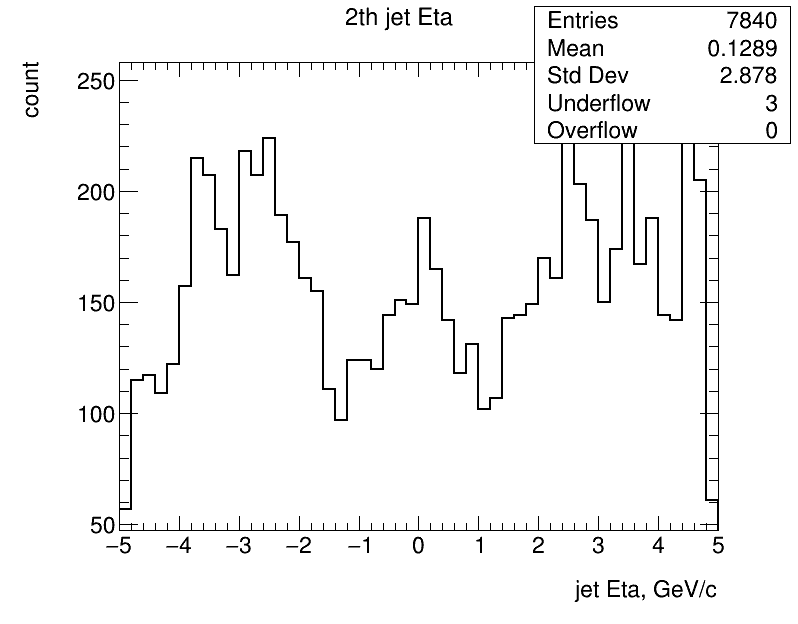 2th jet Eta
Entries 7840
Mean 0.1289
Std Dev 2.878
Underflow 3
Overflow 0
count
250
200
150
100
50
−5 −4 −3 −2 −1 0 1 2 3 4 5
jet Eta, GeV/c